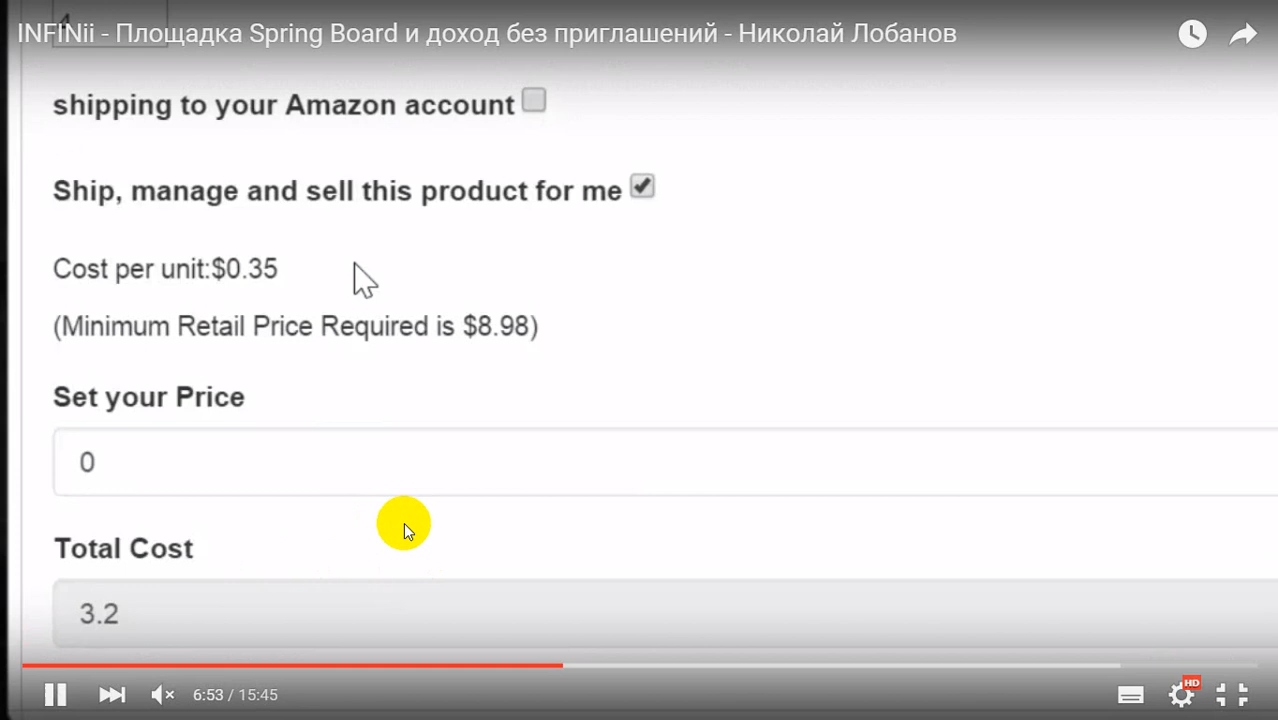 INFINii - Площадка Spring Board и доход без приглашений - Николай Лобанов
4
shipping to your Amazon account
Ship, manage and sell this product for me
Cost per unit:$0.35
(Minimum Retail Price Required is $8.98)
Set your Price
0
Total Cost
3.2
6:53 / 15:45
HD